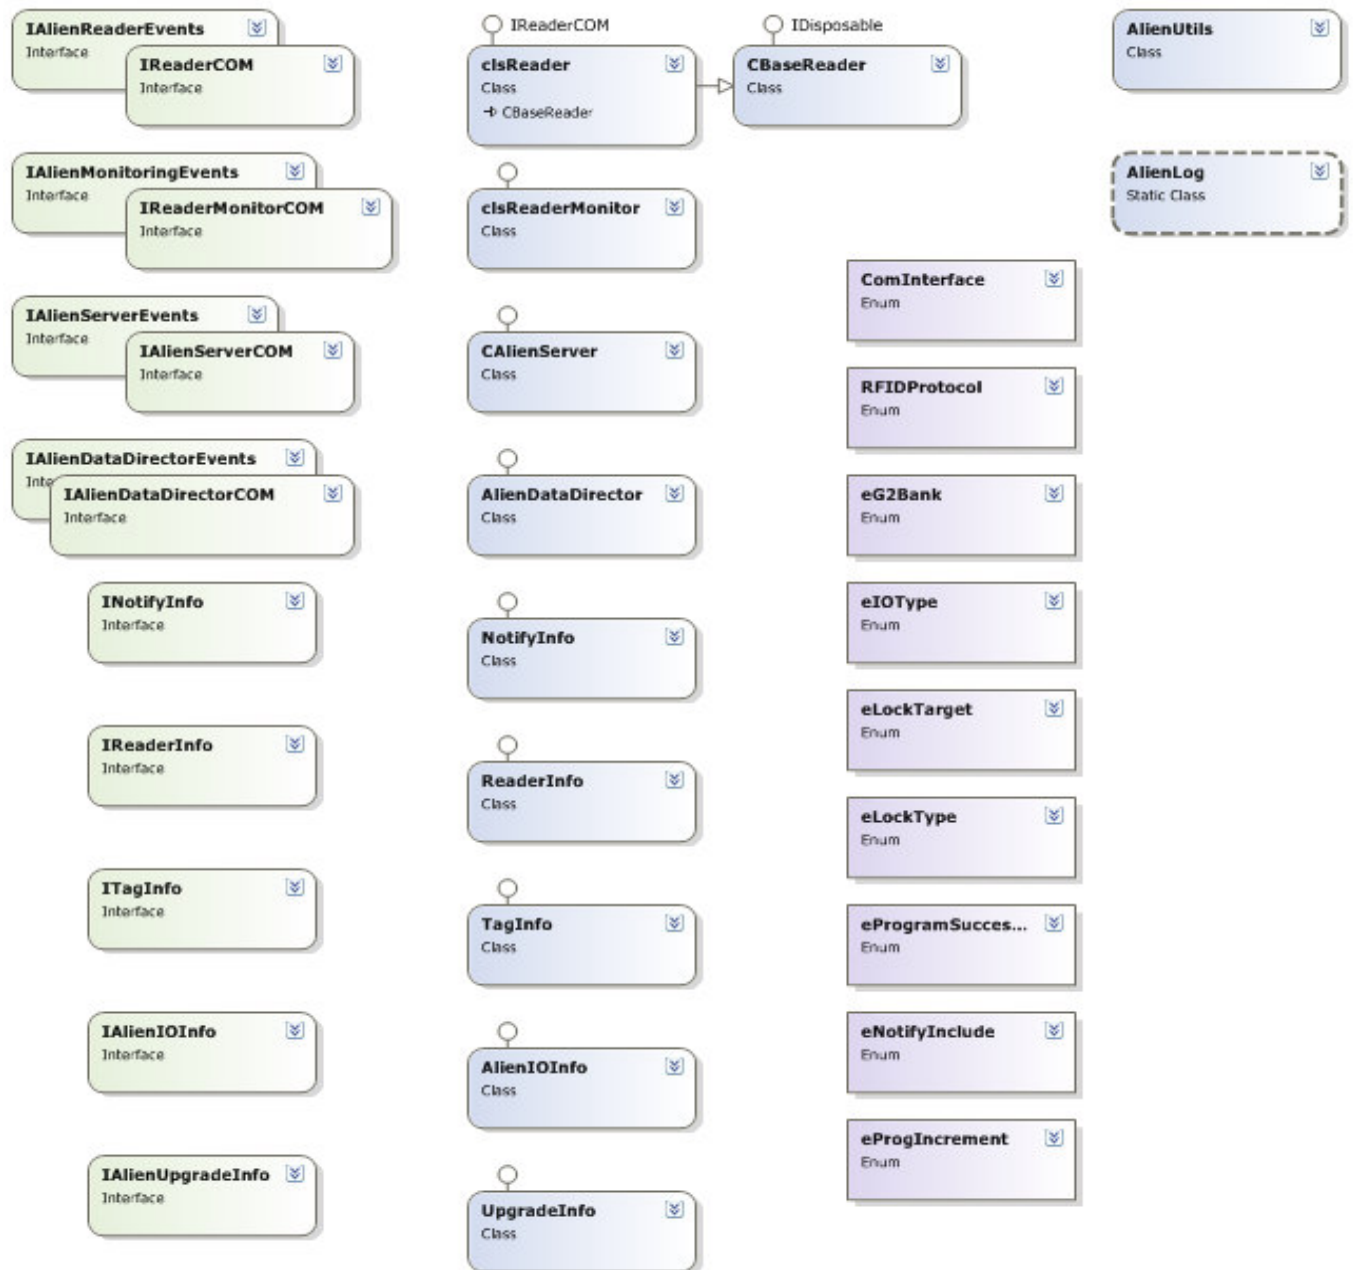 IAlienReaderEvents
Interface
IReaderCOM
Interface
IReaderCOM
clsReader
Class
CBaseReader
IDisposable
CBaseReader
Class
AlienUtils
Class
IAlienMonitoringEvents
Interface
IReaderMonitorCOM
Interface
clsReaderMonitor
Class
AlienLog
Static Class
IAlienServerEvents
Interface
IAlienServerCOM
Interface
CAlienServer
Class
IAlienDataDirectorEvents
Inte
IAlienDataDirectorCOM
Interface
AlienDataDirector
Class
INotifyInfo
Interface
NotifyInfo
Class
IReaderInfo
Interface
ReaderInfo
Class
ITagInfo
Interface
TagInfo
Class
IAlienIOInfo
Interface
AlienIOInfo
Class
IAlienUpgradeInfo
Interface
UpgradeInfo
Class
ComInterface
Enum
RFIDProtocol
Enum
eG2Bank
Enum
eIOType
Enum
eLockTarget
Enum
eLockType
Enum
eProgramSucces...
Enum
eNotifyInclude
Enum
eProgIncrement
Enum